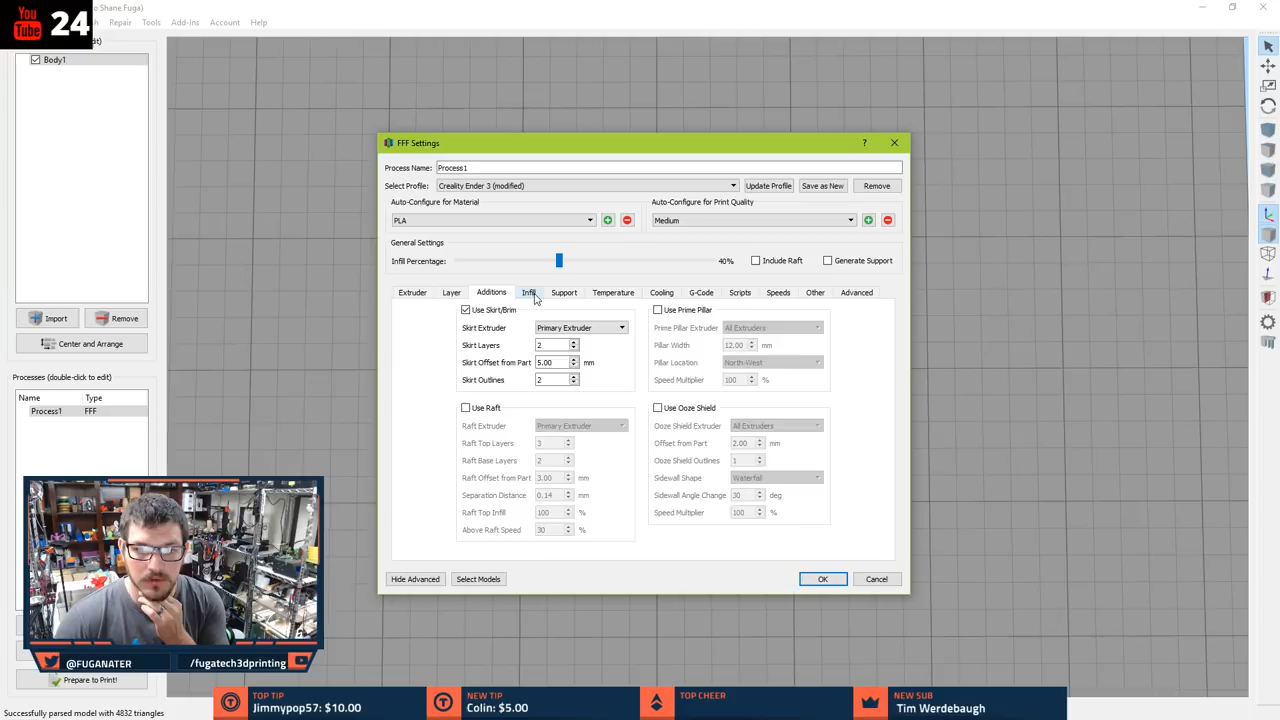 You Tube 24
o Shane Fuga)
Repair Tools Add-Ins Account Help
Body1
Import Remove
Center and Arrange
Processes (double-click to edit)
Name Type
Process1 FFF
FFF Settings
Process Name: Process1
Select Profile: Creality Ender 3 (modified) Update Profile Save as New Remove
Auto-Configure for Material Auto-Configure for Print Quality
PLA Medium
General Settings
Infill Percentage: 40% Include Raft Generate Support
Extruder Layer Additions Infill Support Temperature Cooling G-Code Scripts Speeds Other Advanced
Use Skirt/Brim
Skirt Extruder Primary Extruder
Skirt Layers 2
Skirt Offset from Part 5.00 mm
Skirt Outlines 2
Use Prime Pillar
Prime Pillar Extruder All Extruders
Pillar Width 12.00 mm
Pillar Location North-West
Speed Multiplier 100 %
Use Raft
Raft Extruder Primary Extruder
Raft Top Layers 3
Raft Base Layers 2
Raft Offset from Part 3.00 mm
Separation Distance 0.14 mm
Raft Top Infill 100 %
Above Raft Speed 30 %
Use Ooze Shield
Ooze Shield Extruder All Extruders
Offset from Part 2.00 mm
Ooze Shield Outlines 1
Sidewall Shape Waterfall
Sidewall Angle Change 30 deg
Speed Multiplier 100 %
Hide Advanced Select Models OK Cancel
@FUGANATER /fugatech3dprinting
Prepare to Print!
TOP TIP
Jimmypop57: $10.00
NEW TIP
Colin: $5.00
TOP CHEER
NEW SUB
Tim Werdebaugh
Successfully parsed model with 4832 triangles